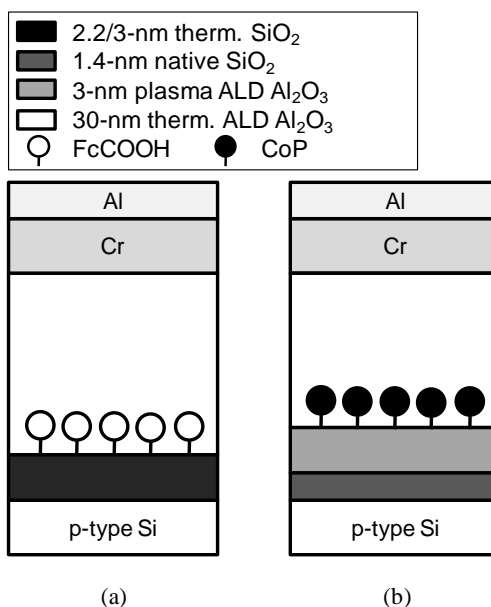 2.2/3-nm therm. SiO₂
1.4-nm native SiO₂
3-nm plasma ALD Al₂O₃
30-nm therm. ALD Al₂O₃
FcCOOH CoP
Al
Cr
p-type Si
(a)
Al
Cr
p-type Si
(b)